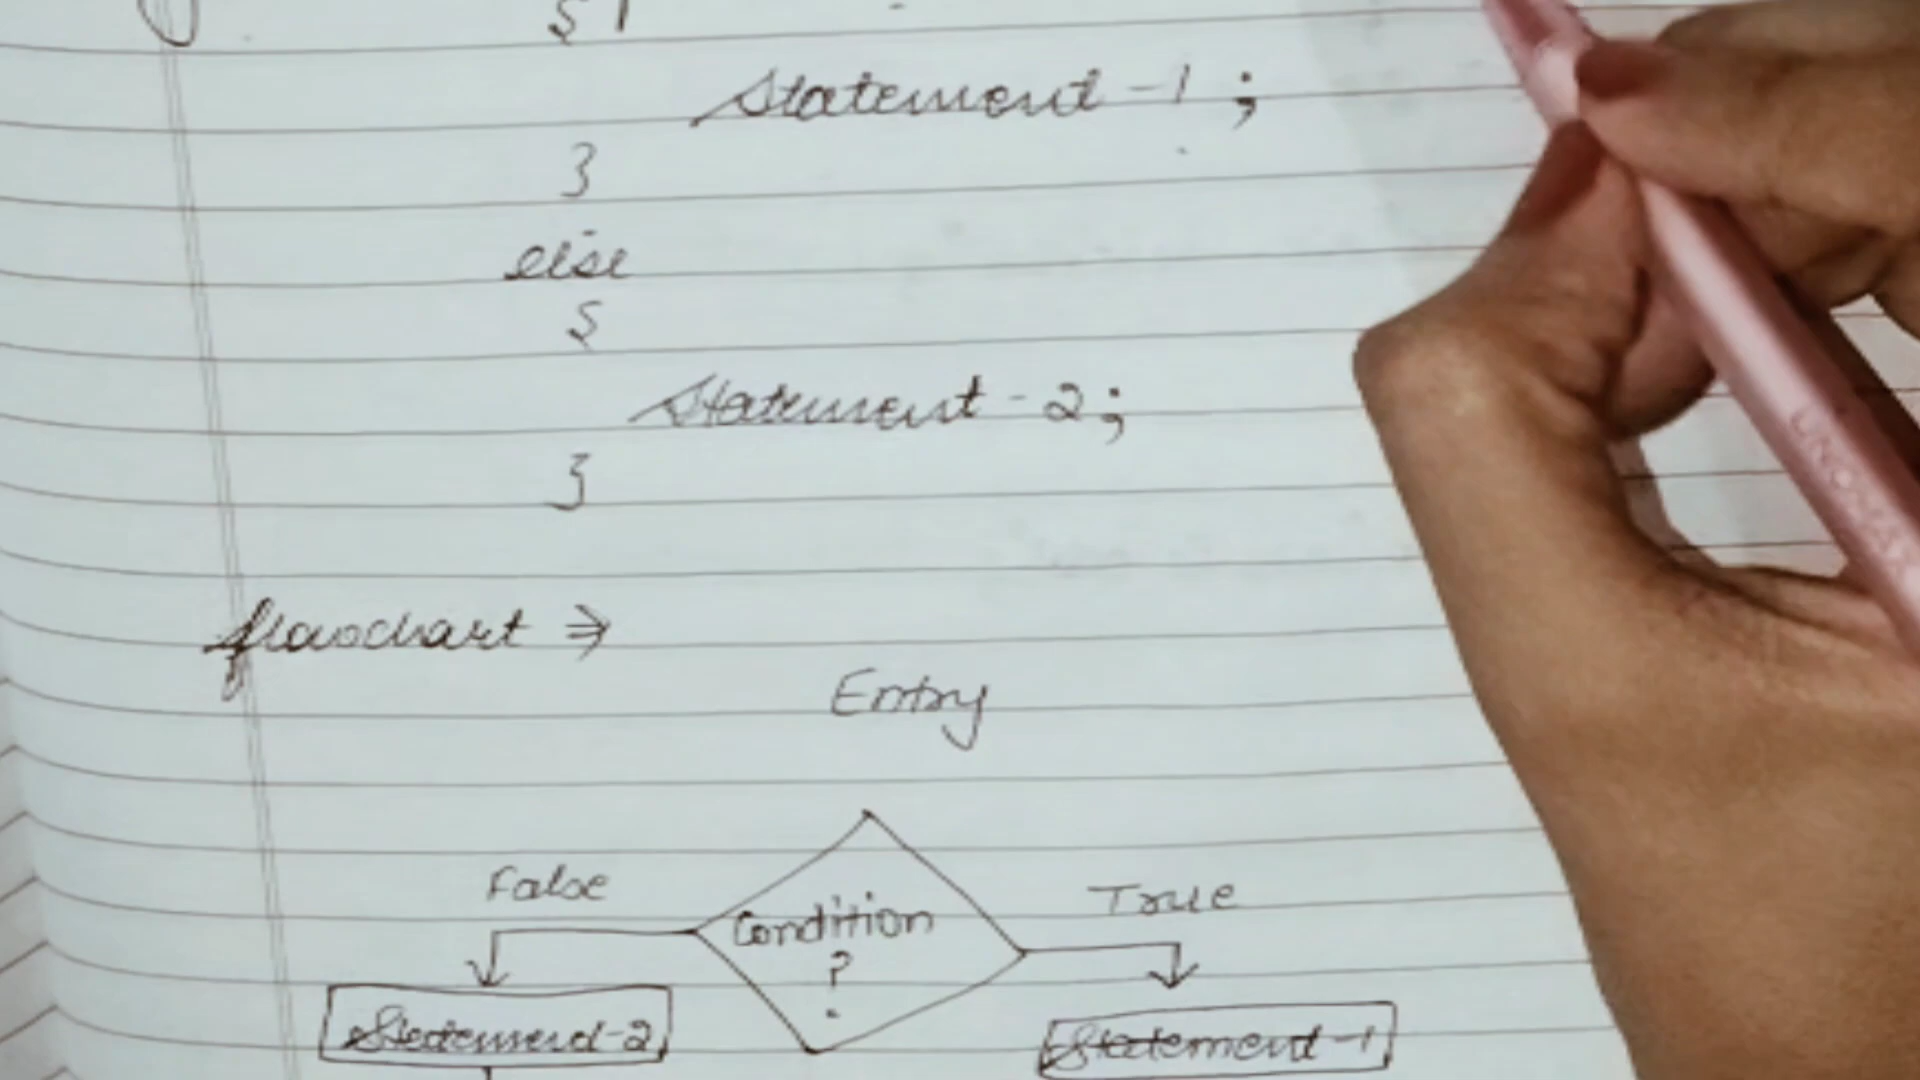 {
Statement-1;
}
else
{
Statement-2;
}
flowchart ⇒
Entry
False
True
Condition
?
Statement-2
Statement-1